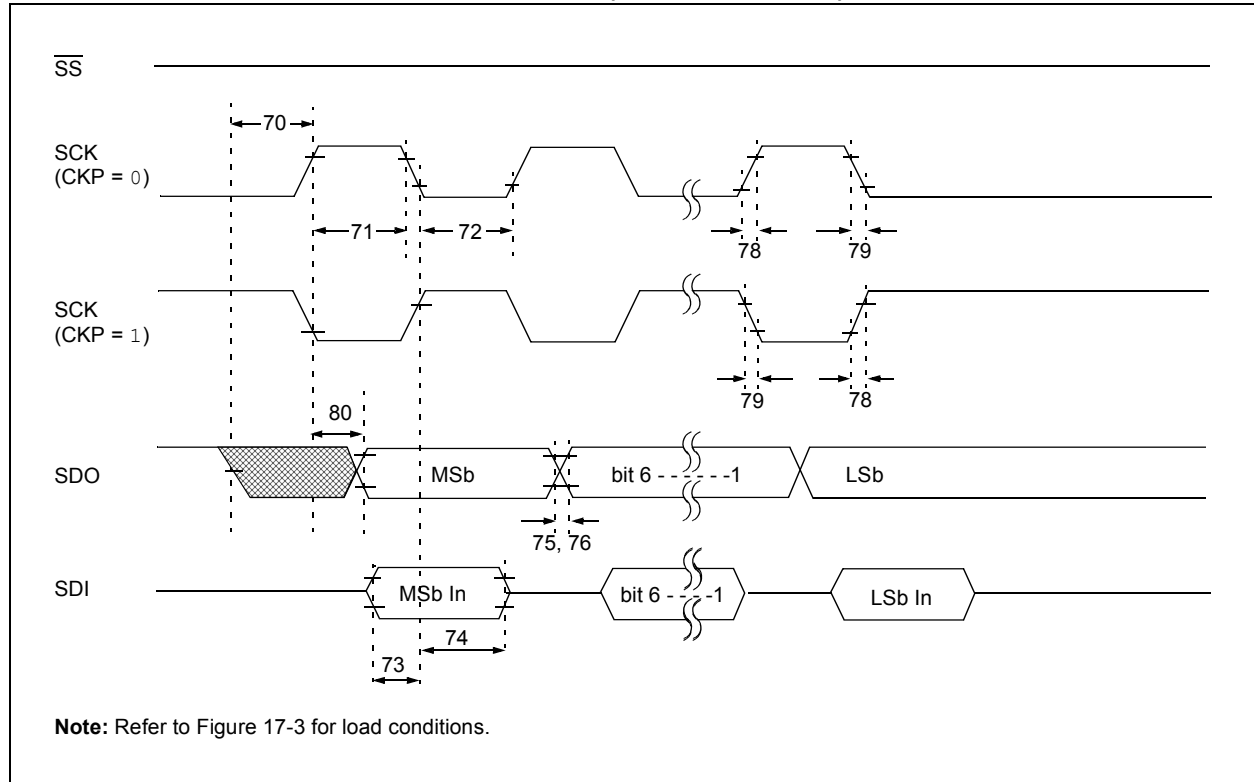 SS
70
SCK
(CKP = 0)
71
72
78
79
SCK
(CKP = 1)
79
78
80
SDO
MSb
bit 6 - - - - - -1
LSb
75, 76
SDI
MSb In
bit 6 - - - - -1
LSb In
74
73
Note: Refer to Figure 17-3 for load conditions.